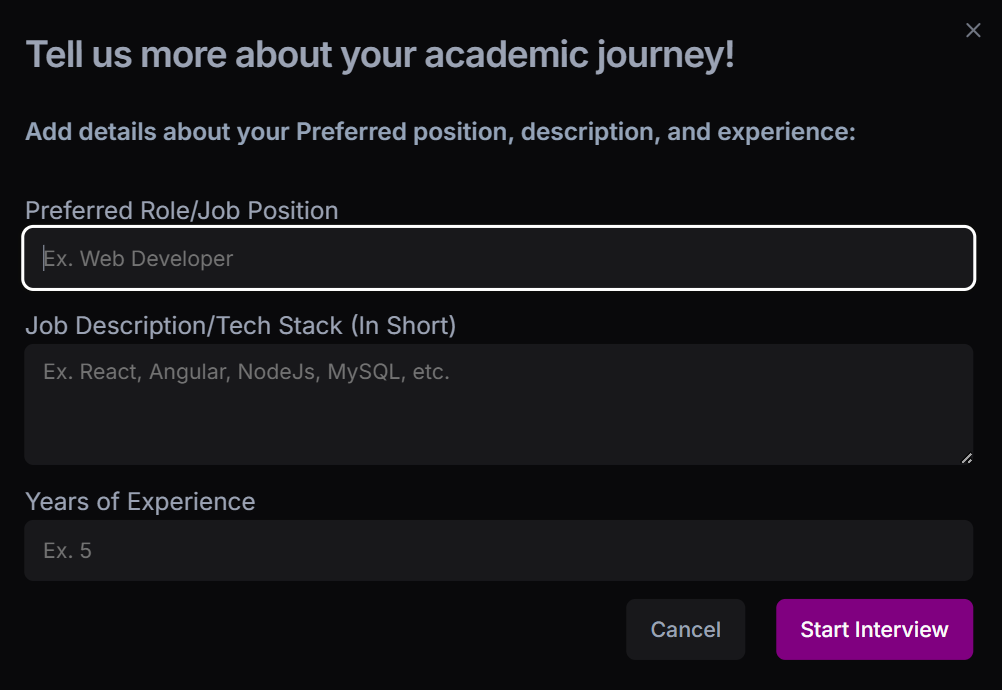 Tell us more about your academic journey!
Add details about your Preferred position, description, and experience:
Preferred Role/Job Position
Ex. Web Developer
Job Description/Tech Stack (In Short)
Ex. React, Angular, NodeJs, MySQL, etc.
Years of Experience
Ex. 5
Cancel
Start Interview